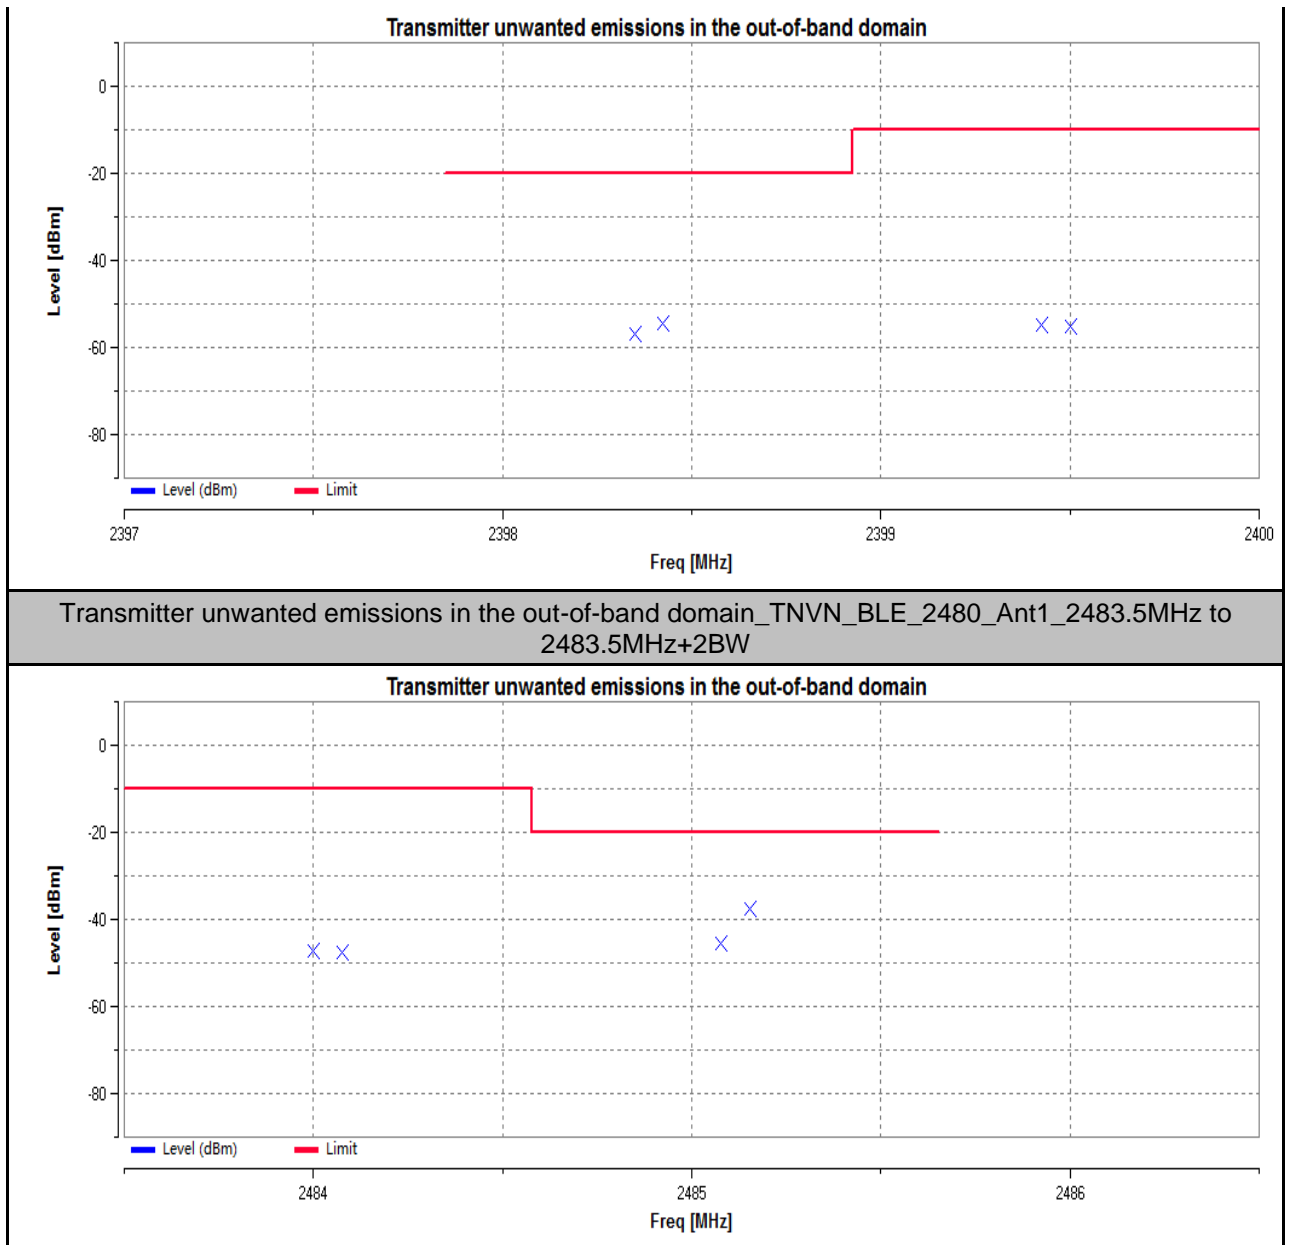 Transmitter unwanted emissions in the out-of-band domain
0
-20
-40
-60
-80
Level [dBm]
Level (dBm) Limit
2397 2398 2399 2400
Freq [MHz]
Transmitter unwanted emissions in the out-of-band domain_TNVN_BLE_2480_Ant1_2483.5MHz to
2483.5MHz+2BW
Transmitter unwanted emissions in the out-of-band domain
0
-20
-40
-60
-80
Level [dBm]
Level (dBm) Limit
2484 2485 2486
Freq [MHz]